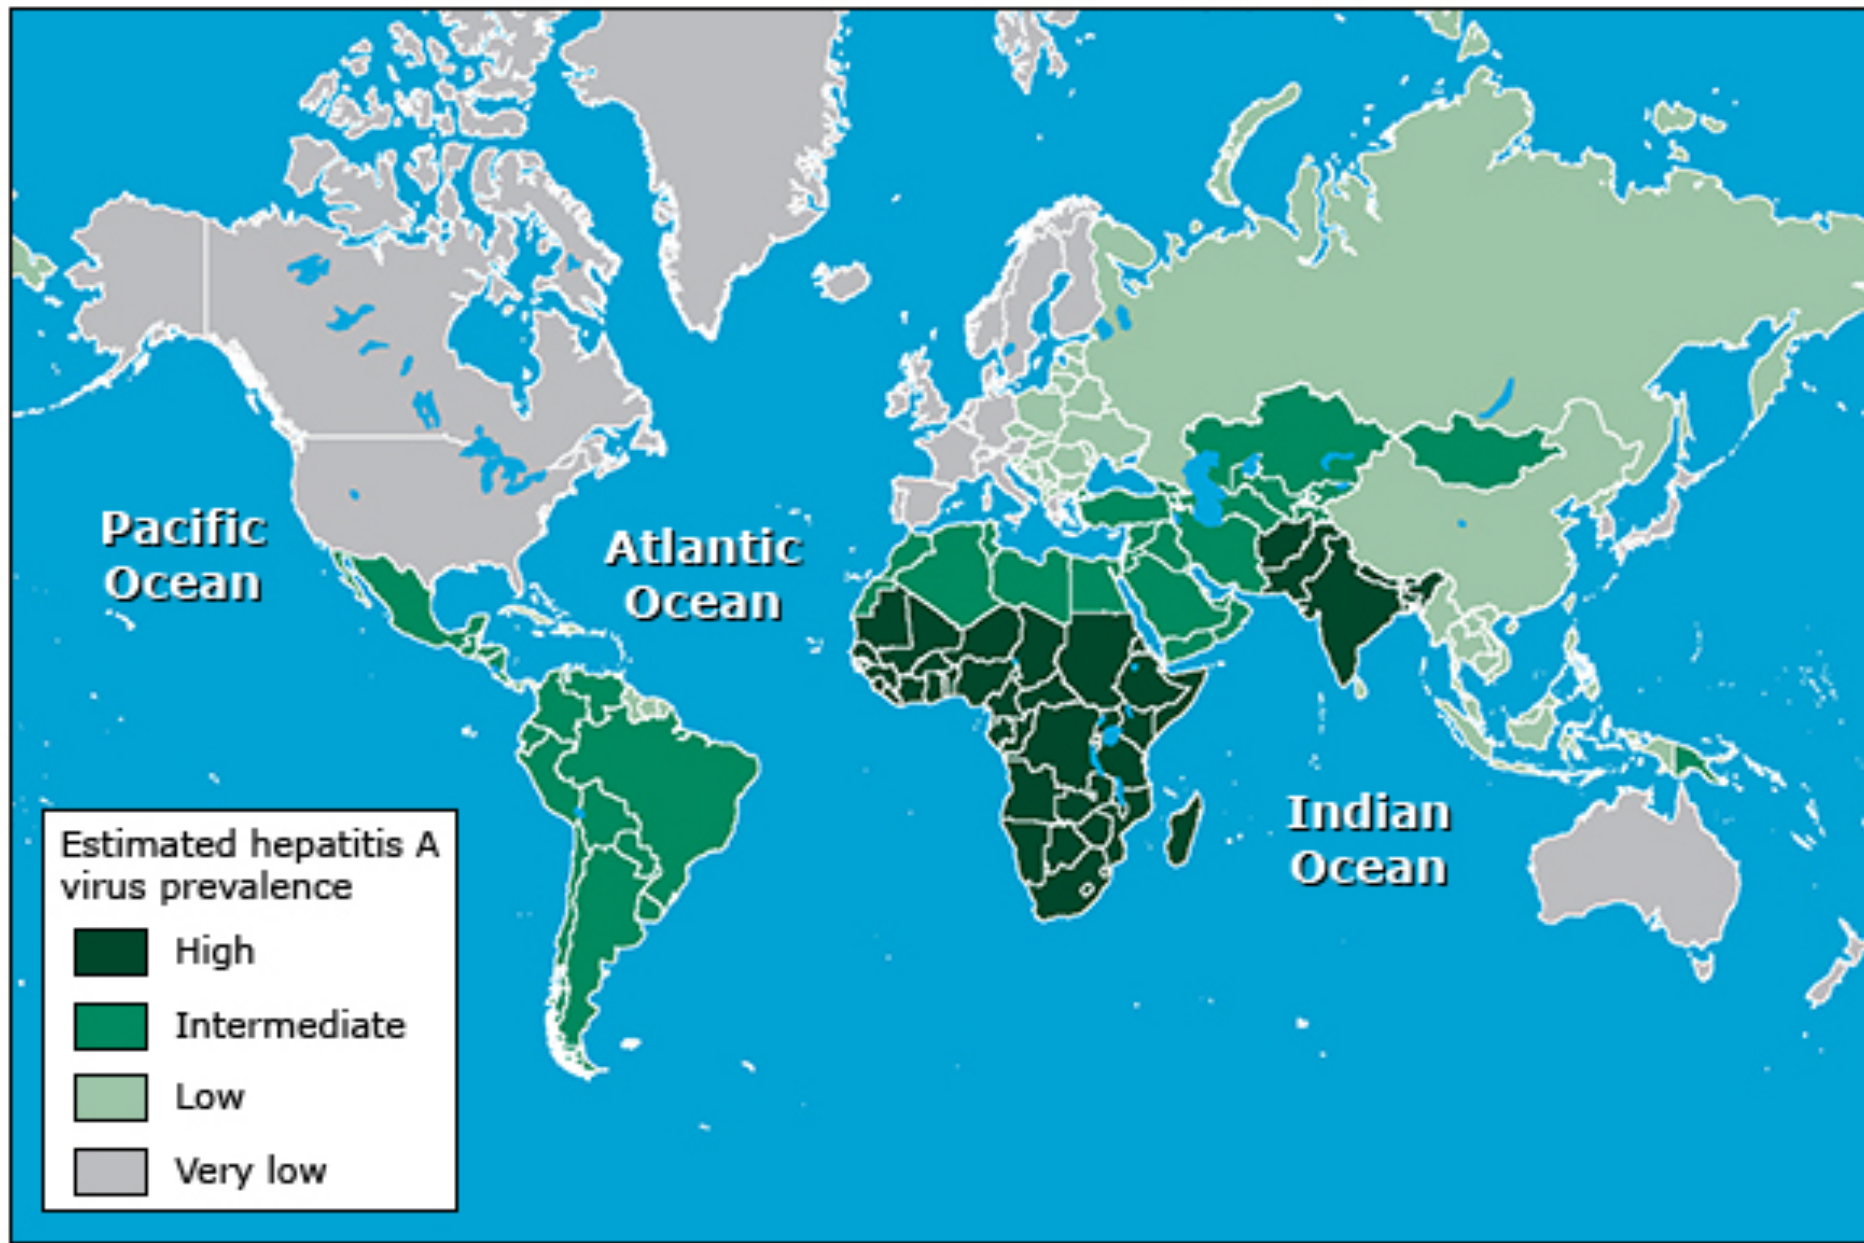 Pacific
Ocean
Atlantic
Ocean
Indian
Ocean
Estimated hepatitis A
virus prevalence
High
Intermediate
Low
Very low